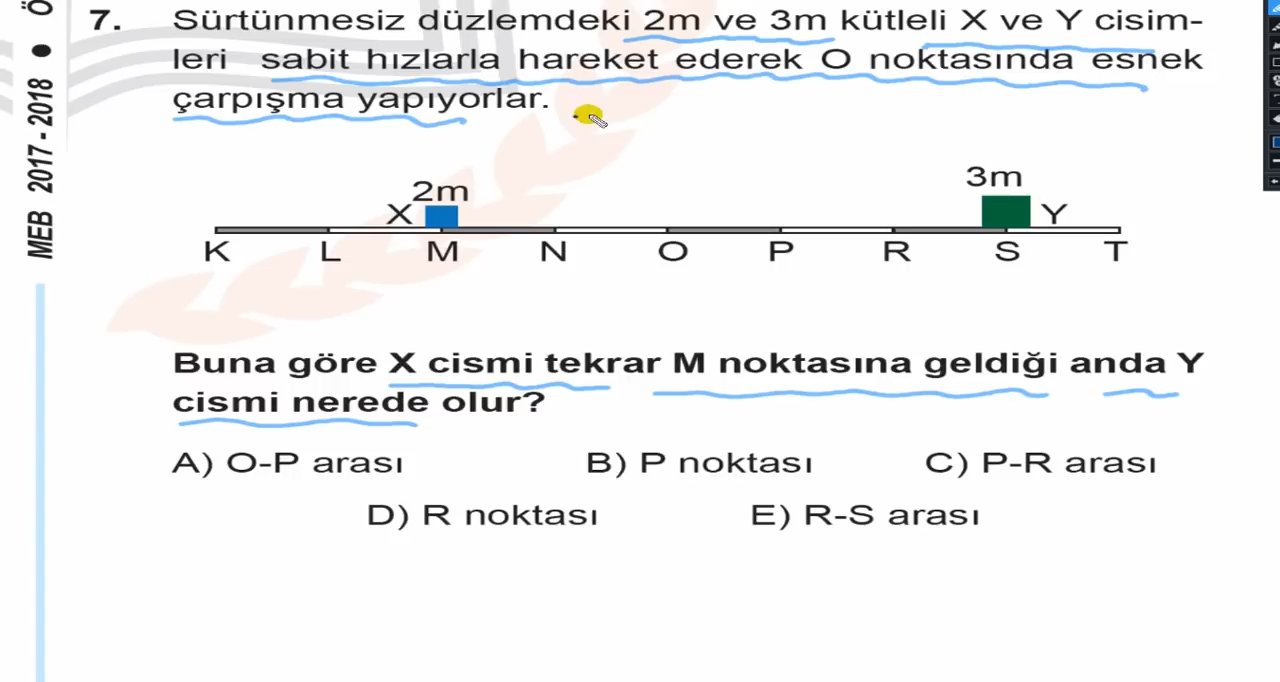 7. Sürtünmesiz düzlemdeki 2m ve 3m kütleli X ve Y cisim-
leri sabit hızlarla hareket ederek O noktasında esnek
çarpışma yapıyorlar.
MEB 2017 - 2018 ● Ö
2m 3m
X Y
K L M N O P R S T
Buna göre X cismi tekrar M noktasına geldiği anda Y
cismi nerede olur?
A) O-P arası B) P noktası C) P-R arası
D) R noktası E) R-S arası